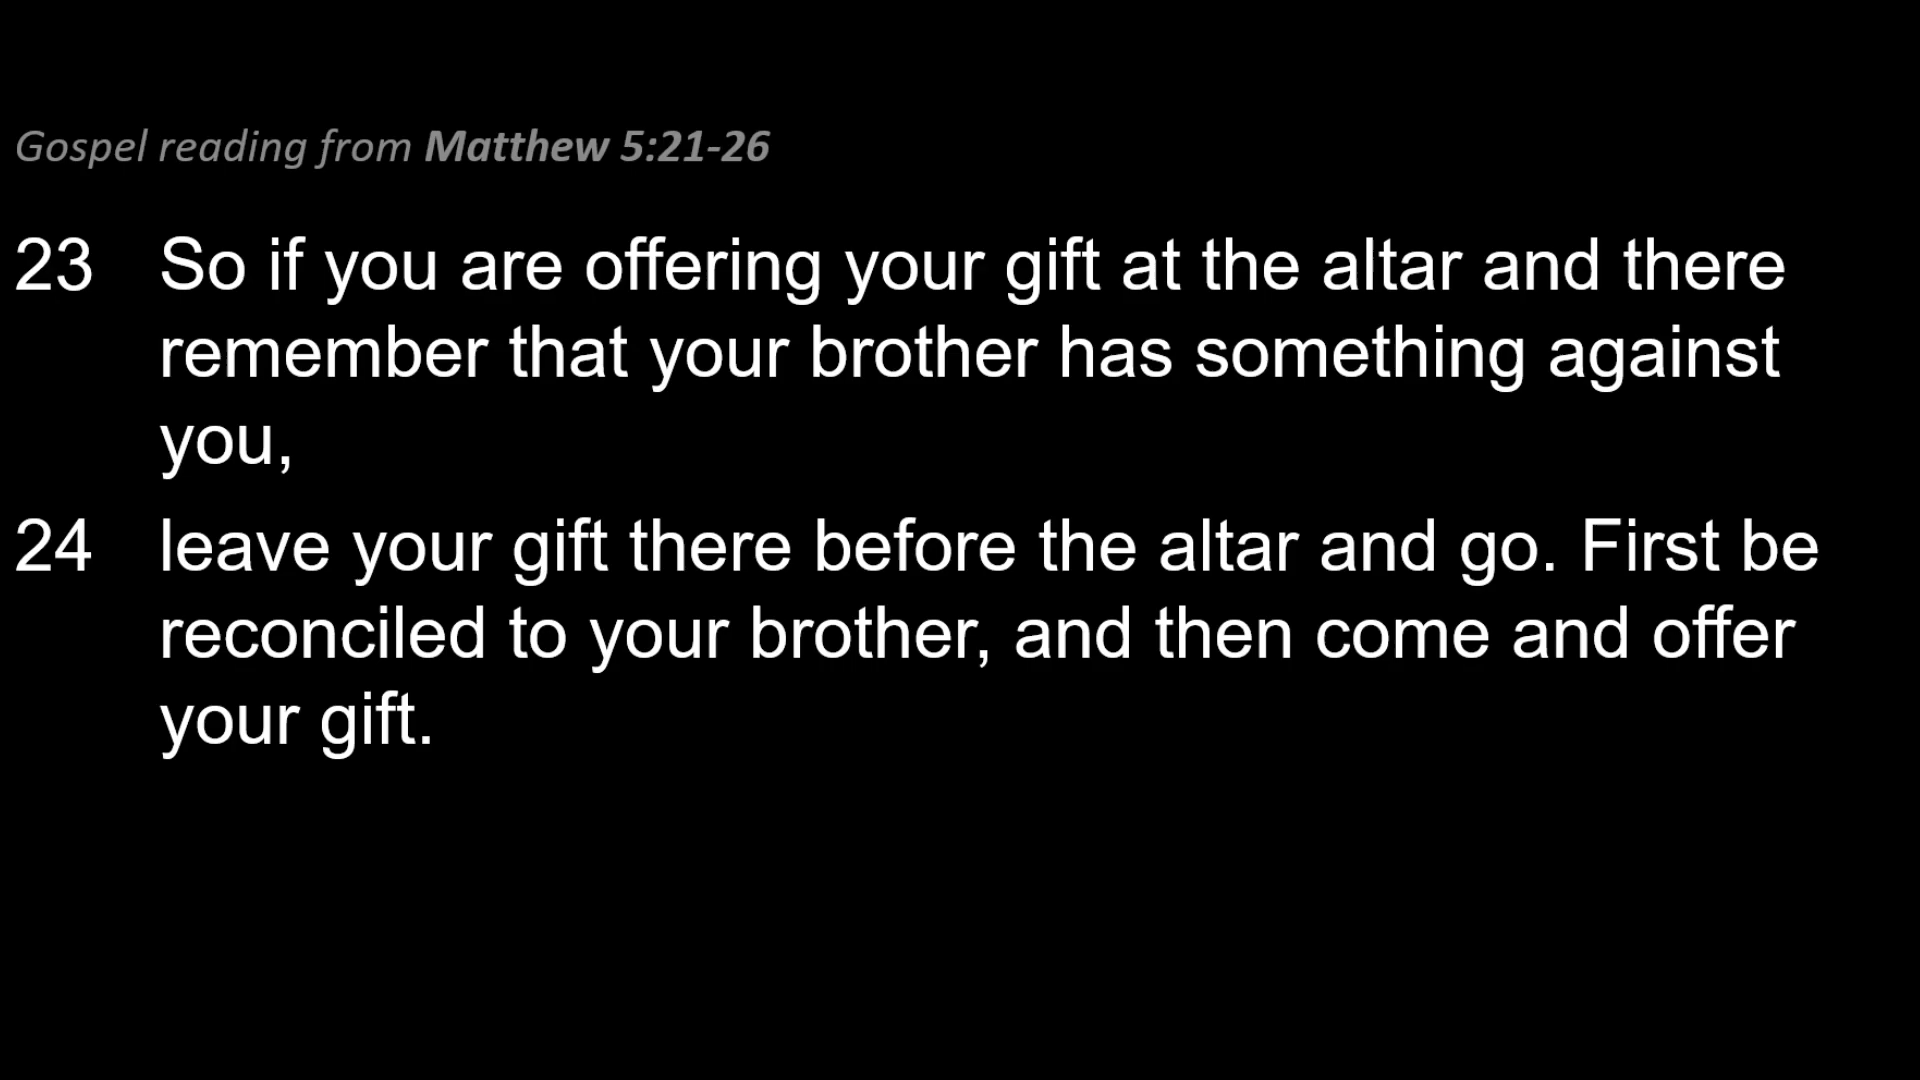 Gospel reading from Matthew 5:21-26
23 So if you are offering your gift at the altar and there
remember that your brother has something against
you,
24 leave your gift there before the altar and go. First be
reconciled to your brother, and then come and offer
your gift.